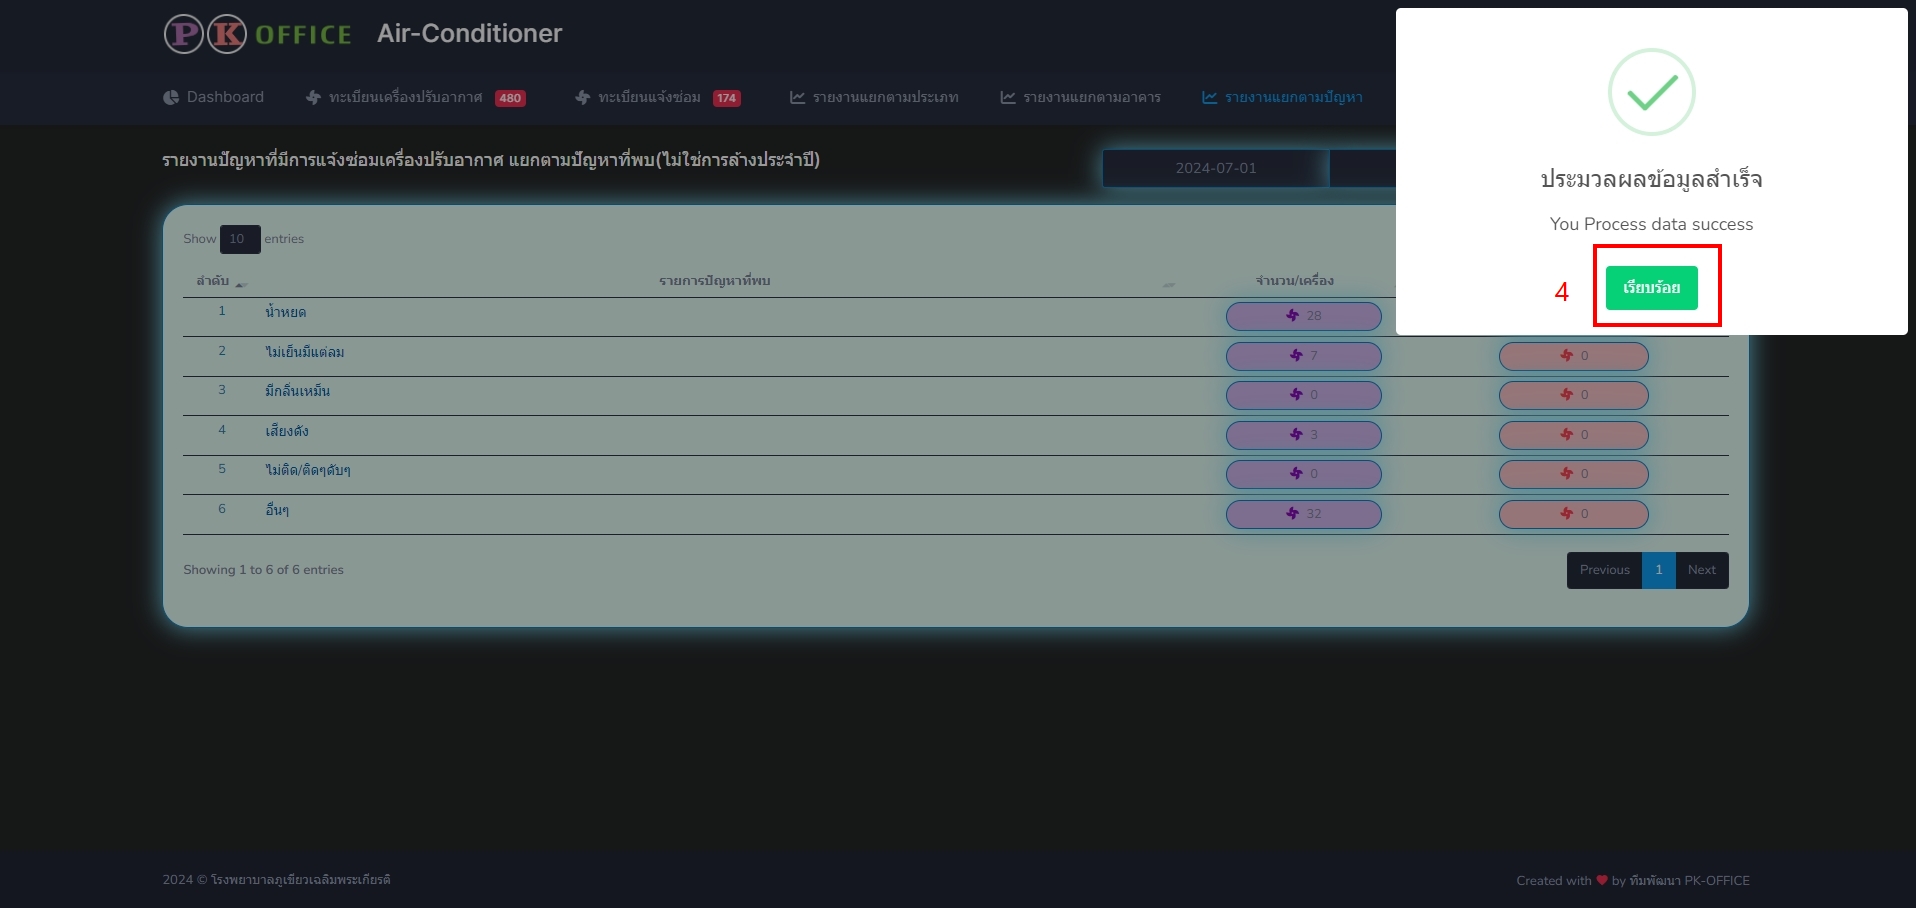 PK OFFICE Air-Conditioner
Dashboard ทะเบียนเครื่องปรับอากาศ 480 ทะเบียนแจ้งซ่อม 174 รายงานแยกตามประเภท รายงานแยกตามอาคาร รายงานแยกตามปัญหา
รายงานปัญหาที่มีการแจ้งซ่อมเครื่องปรับอากาศ แยกตามปัญหาที่พบ(ไม่ใช่การล้างประจำปี)
2024-07-01
ประมวลผลข้อมูลสำเร็จ
You Process data success
4 เรียบร้อย
Show 10 entries
ลำดับ รายการปัญหาที่พบ จำนวน/เครื่อง
1 น้ำหยด 28
2 ไม่เย็นมีแต่ลม 7 0
3 มีกลิ่นเหม็น 0 0
4 เสียงดัง 3 0
5 ไม่ติด/ติดๆดับๆ 0 0
6 อื่นๆ 32 0
Showing 1 to 6 of 6 entries
Previous 1 Next
2024 © โรงพยาบาลภูเขียวเฉลิมพระเกียรติ
Created with by ทีมพัฒนา PK-OFFICE